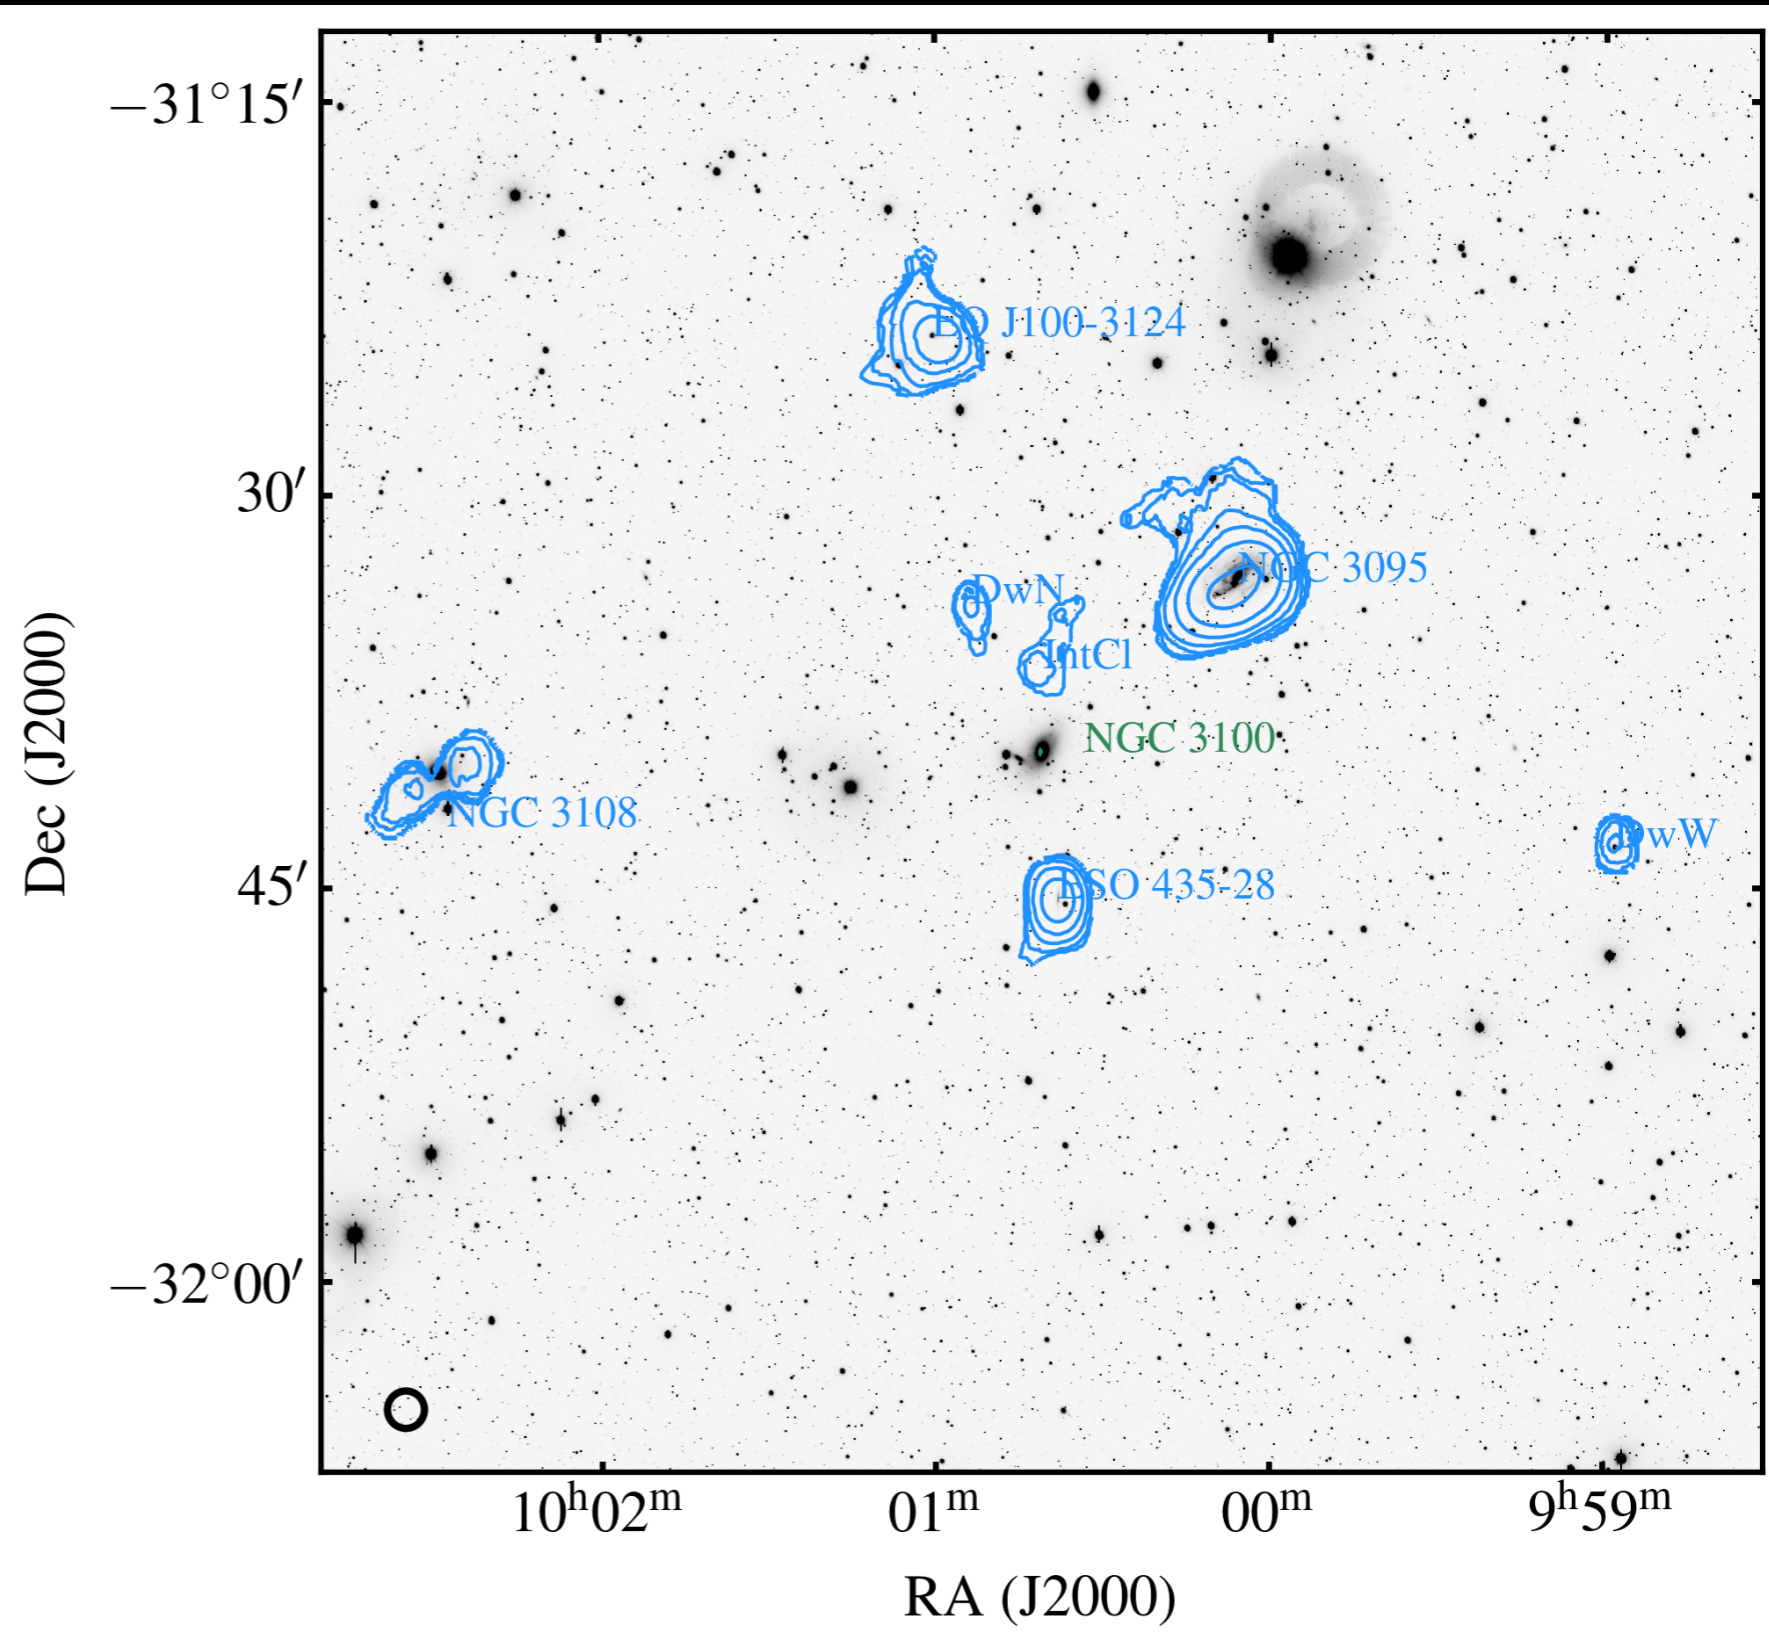 −31°15′
30′
45′
−32°00′
Dec (J2000)
EO J100-3124
NGC 3095
DwN
IntCl
NGC 3100
NGC 3108
DwW
ESO 435-28
10h02m
01m
00m
9h59m
RA (J2000)